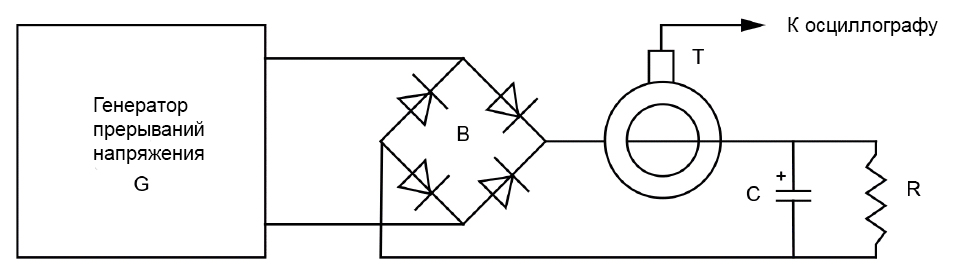 К осциллографу
T
Генератор
прерываний
напряжения
G
B
+
C
R